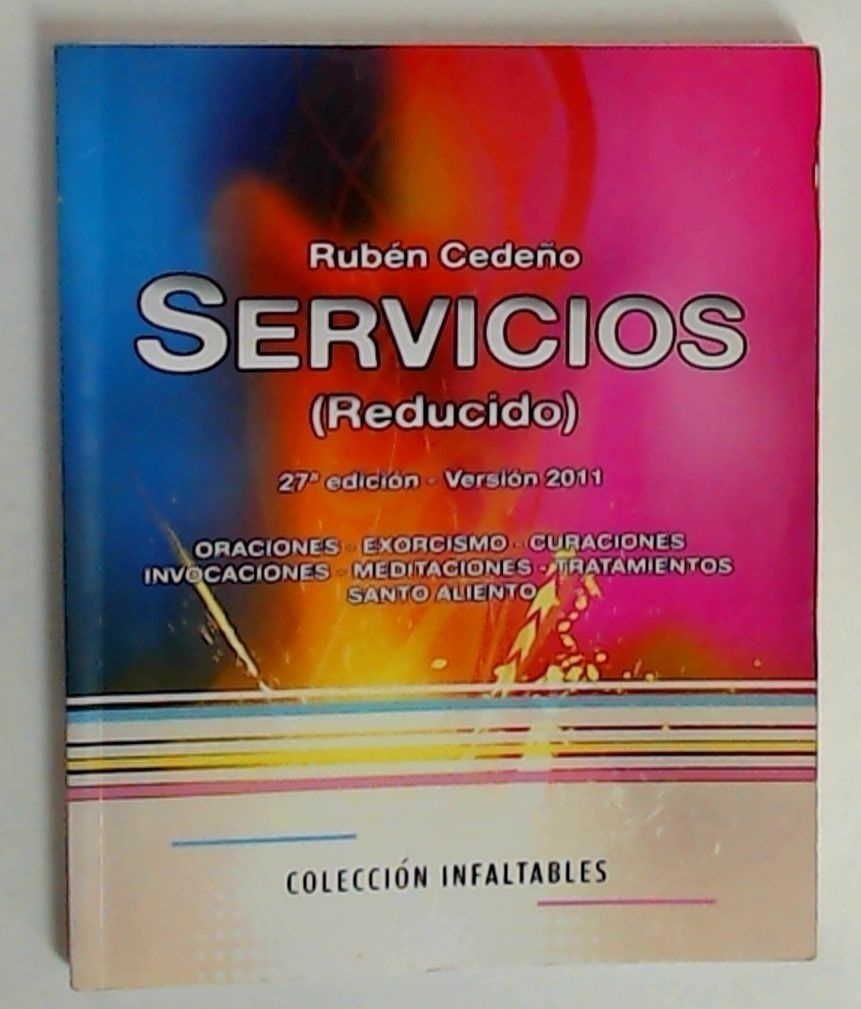 Rubén Cedeño
SERVICIOS
(Reducido)
27ª edición - Versión 2011
ORACIONES - EXORCISMO - CURACIONES
INVOCACIONES - MEDITACIONES - TRATAMIENTOS
SANTO ALIENTO
COLECCIÓN INFALTABLES